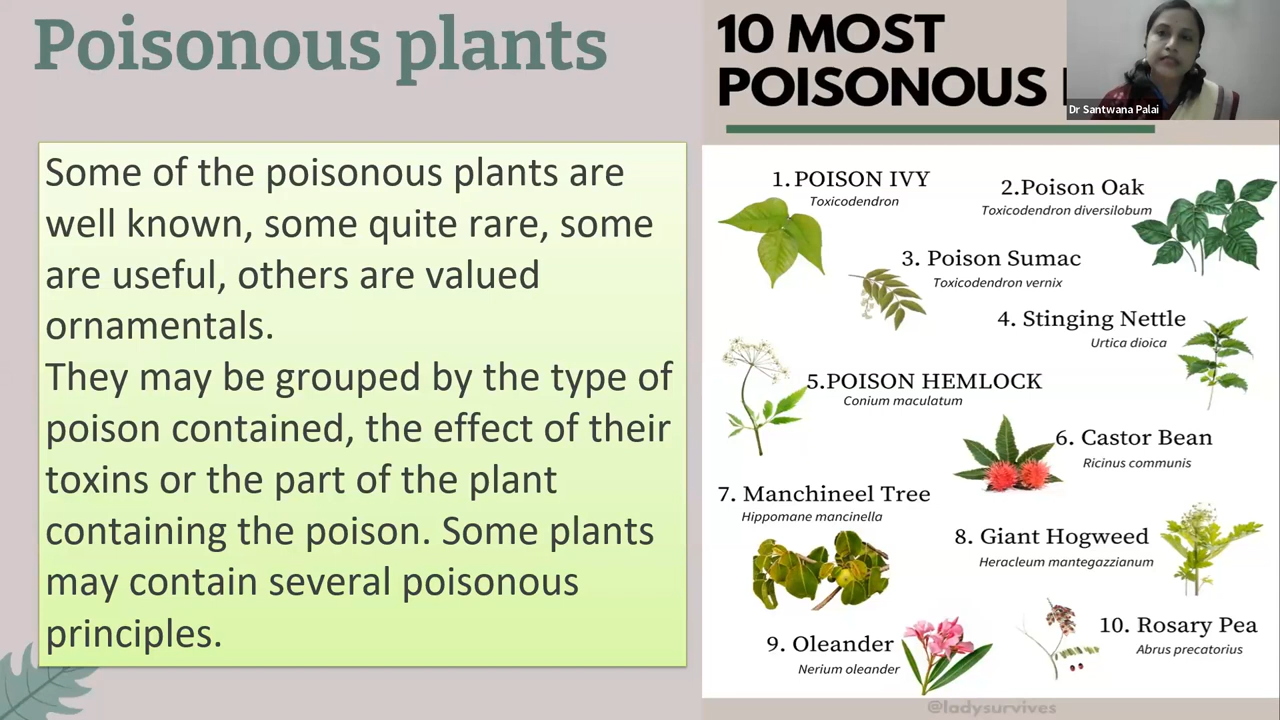 Poisonous plants
Some of the poisonous plants are
well known, some quite rare, some
are useful, others are valued
ornamentals.
They may be grouped by the type of
poison contained, the effect of their
toxins or the part of the plant
containing the poison. Some plants
may contain several poisonous
principles.
10 MOST
POISONOUS
Dr Santwana Palai
1. POISON IVY
Toxicodendron
2.Poison Oak
Toxicodendron diversilobum
3. Poison Sumac
Toxicodendron vernix
4. Stinging Nettle
Urtica dioica
5.POISON HEMLOCK
Conium maculatum
6. Castor Bean
Ricinus communis
7. Manchineel Tree
Hippomane mancinella
8. Giant Hogweed
Heracleum mantegazzianum
9. Oleander
Nerium oleander
10. Rosary Pea
Abrus precatorius
@ladysurvives